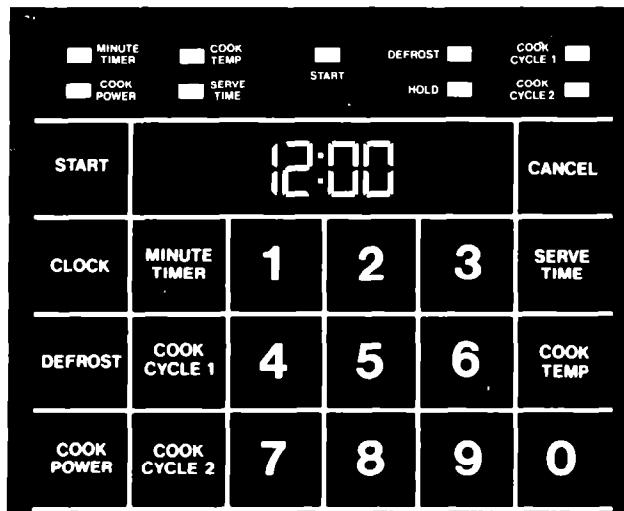 MINUTE TIMER
COOK TEMP
START
DEFROST
COOK CYCLE 1
COOK POWER
SERVE TIME
HOLD
COOK CYCLE 2
START
12:00
CANCEL
CLOCK
MINUTE TIMER
1
2
3
SERVE TIME
DEFROST
COOK CYCLE 1
4
5
6
COOK TEMP
COOK POWER
COOK CYCLE 2
7
8
9
0